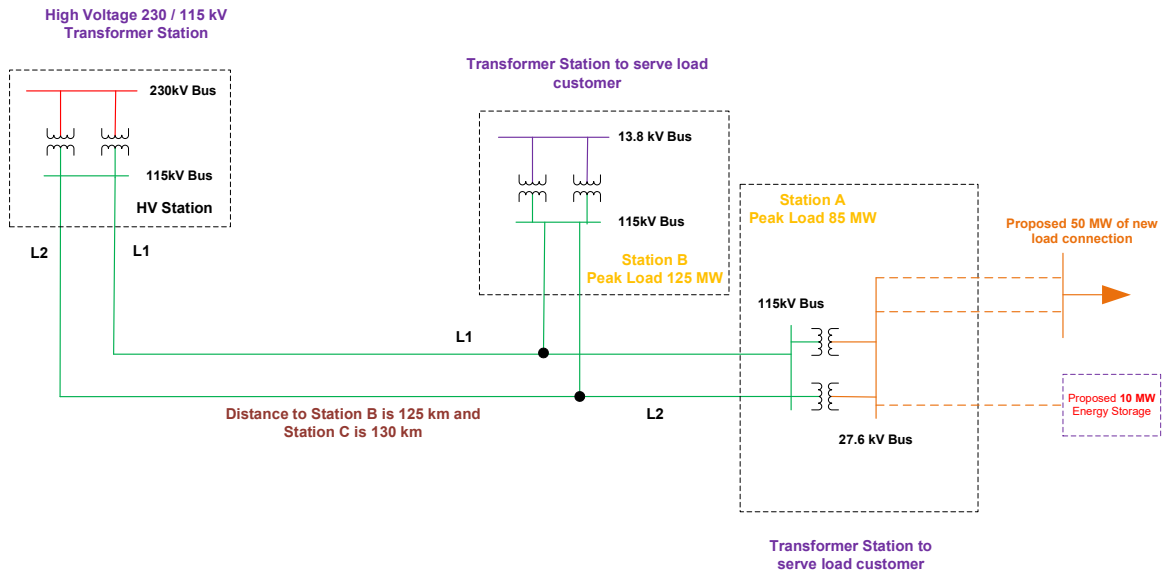 High Voltage 230 / 115 kV
Transformer Station
230kV Bus
115kV Bus
HV Station
L2
L1
Transformer Station to serve load
customer
13.8 kV Bus
115kV Bus
Station B
Peak Load 125 MW
Station A
Peak Load 85 MW
115kV Bus
27.6 kV Bus
Proposed 50 MW of new
load connection
Proposed 10 MW
Energy Storage
L1
L2
Distance to Station B is 125 km and
Station C is 130 km
Transformer Station to
serve load customer